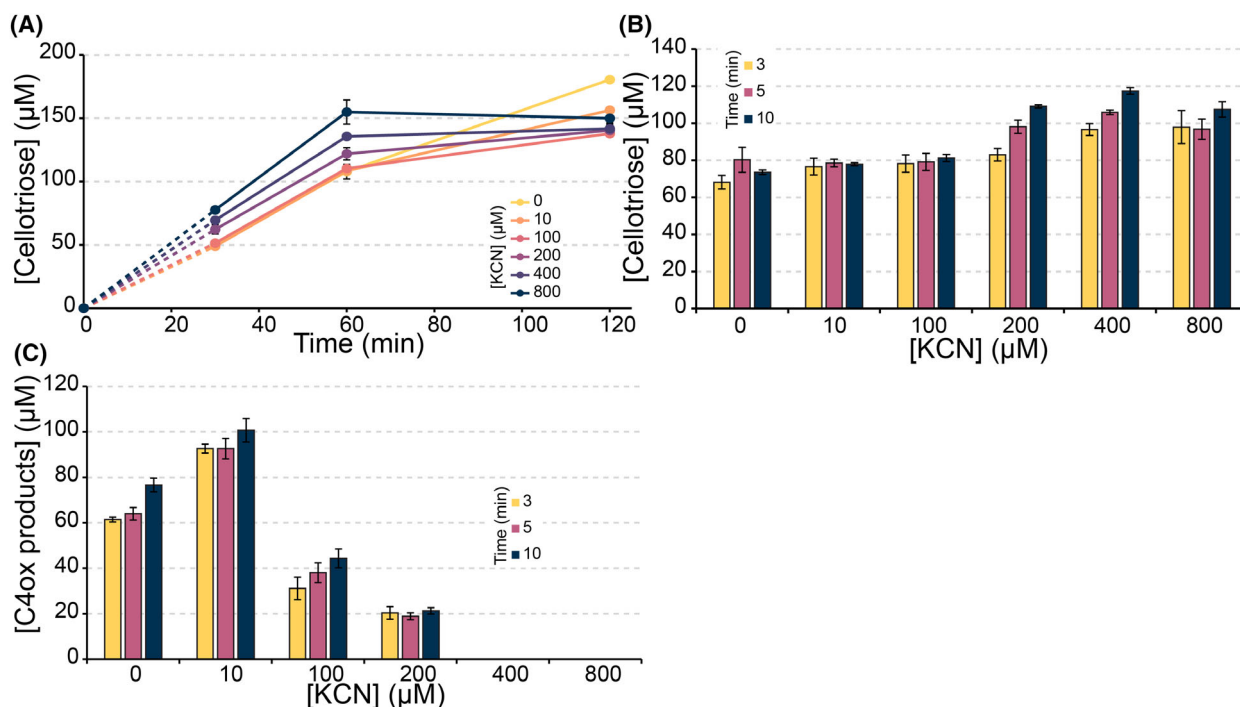 (A)
[Cellotriose] (µM)
200
150
100
50
0
0 20 40 60 80 100 120
Time (min)
[KCN] (µM)
0
10
100
200
400
800
(B)
[Cellotriose] (µM)
140
120
100
80
60
40
20
0
Time (min)
3
5
10
0 10 100 200 400 800
[KCN] (µM)
(C)
[C4ox products] (µM)
120
100
80
60
40
20
0
Time (min)
3
5
10
0 10 100 200 400 800
[KCN] (µM)